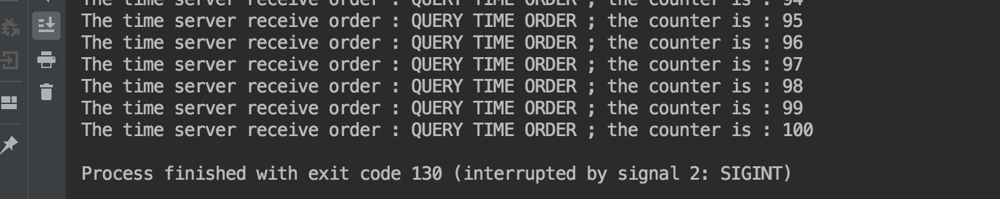 The time server receive order : QUERY TIME ORDER ; the counter is : 94
The time server receive order : QUERY TIME ORDER ; the counter is : 95
The time server receive order : QUERY TIME ORDER ; the counter is : 96
The time server receive order : QUERY TIME ORDER ; the counter is : 97
The time server receive order : QUERY TIME ORDER ; the counter is : 98
The time server receive order : QUERY TIME ORDER ; the counter is : 99
The time server receive order : QUERY TIME ORDER ; the counter is : 100
Process finished with exit code 130 (interrupted by signal 2: SIGINT)